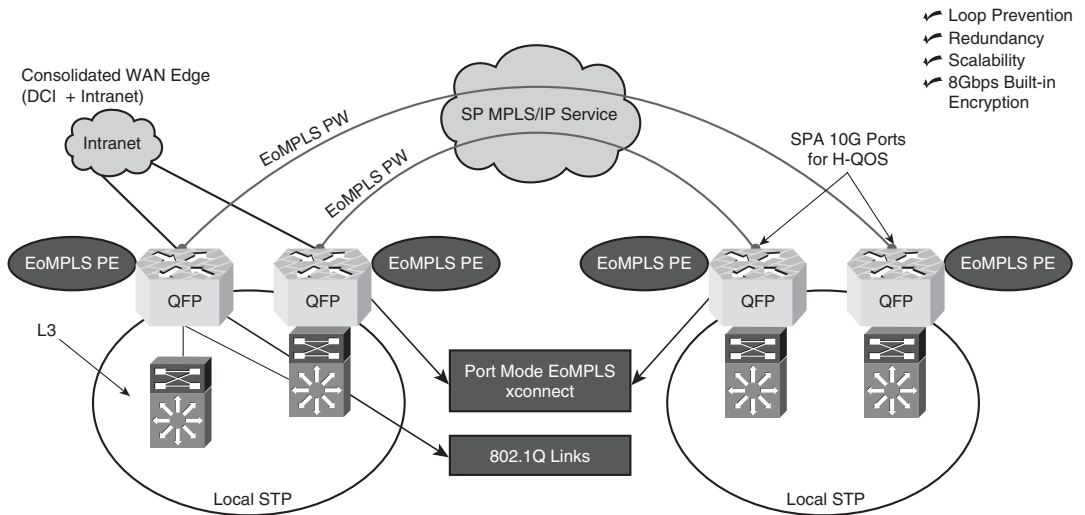 Loop Prevention
Redundancy
Scalability
8Gbps Built-in
Encryption
Consolidated WAN Edge
(DCI + Intranet)
Intranet
EoMPLS PW
EoMPLS PW
SP MPLS/IP Service
SPA 10G Ports
for H-QOS
EoMPLS PE
QFP
QFP
EoMPLS PE
EoMPLS PE
QFP
QFP
EoMPLS PE
L3
Port Mode EoMPLS
xconnect
802.1Q Links
Local STP
Local STP